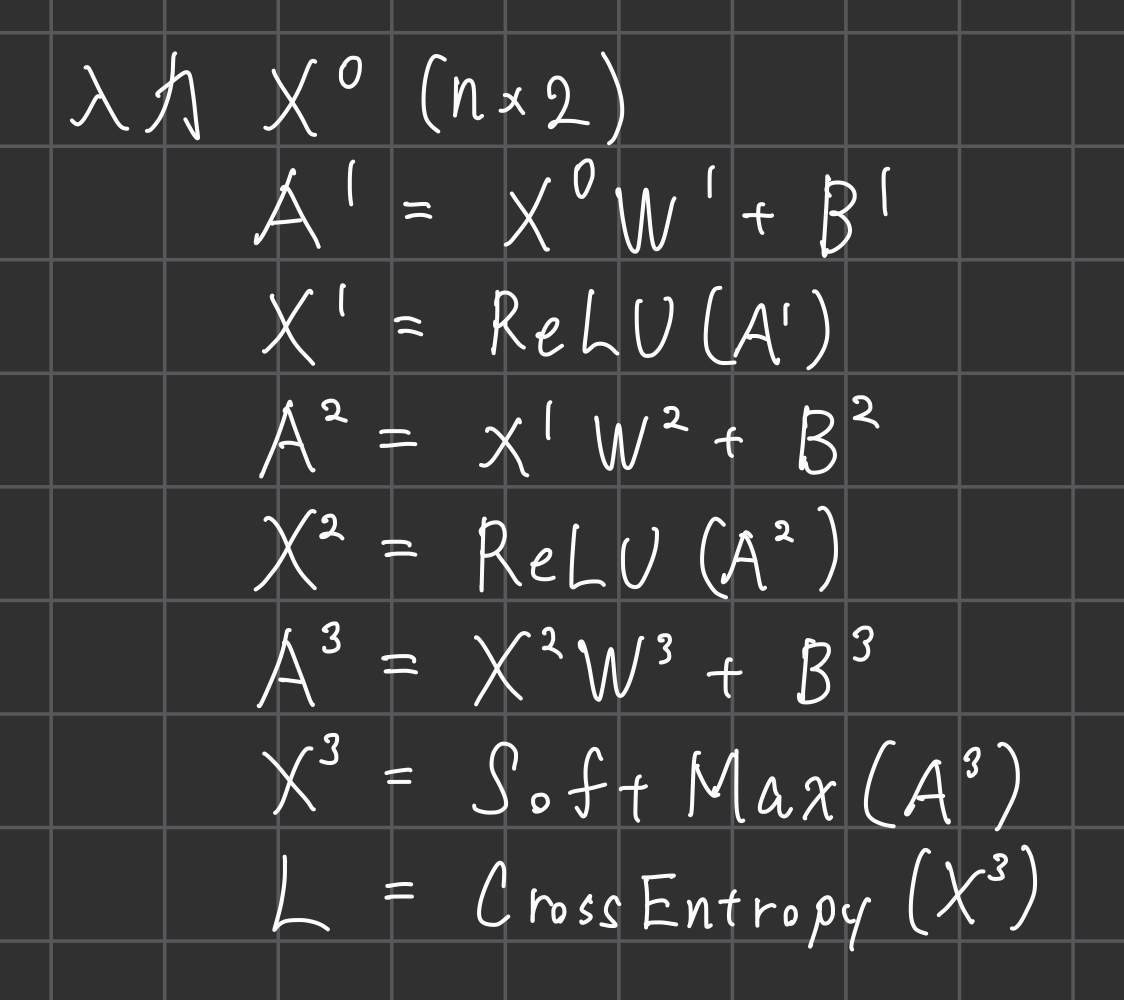 入力 X⁰ (n×2)
A¹ = X⁰W¹ + B¹
X¹ = ReLU(A¹)
A² = X¹W² + B²
X² = ReLU(A²)
A³ = X²W³ + B³
X³ = SoftMax(A³)
L = CrossEntropy(X³)